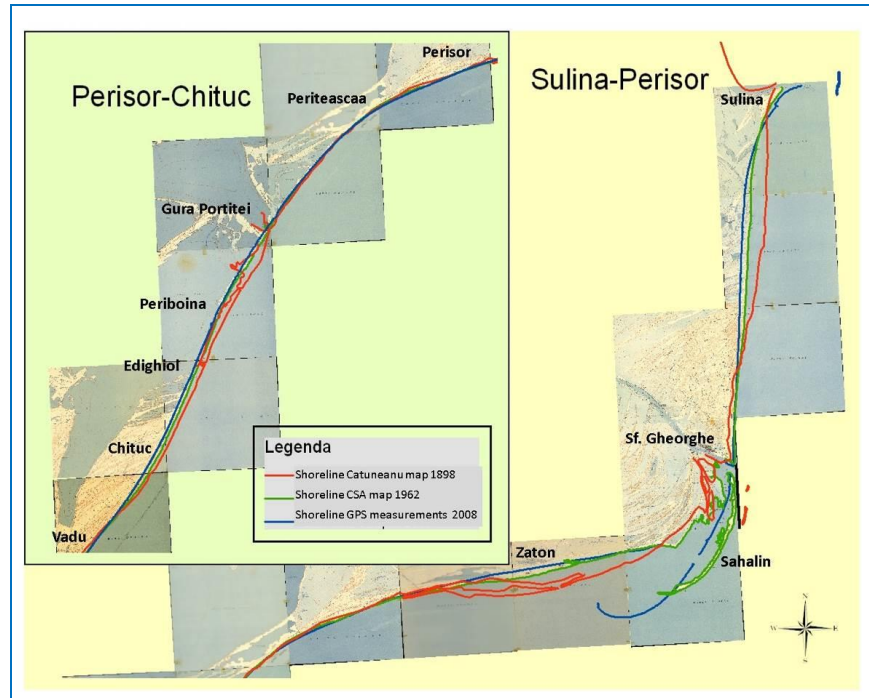 Perisor-Chituc
Perisor
Periteascaa
Gura Portitei
Periboina
Edighiol
Chituc
Vadu
Legenda
Shoreline Catuneanu map 1898
Shoreline CSA map 1962
Shoreline GPS measurements 2008
Sulina-Perisor
Sulina
Sf. Gheorghe
Zaton
Sahalin
N
W
E
S